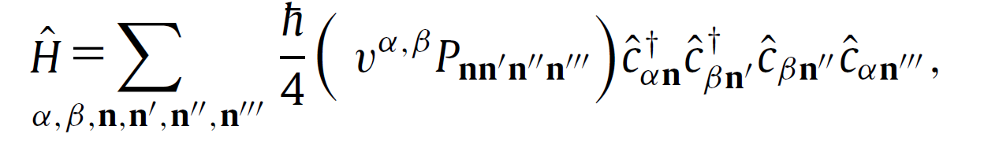 Ĥ = ∑_{α,β,𝐧,𝐧′,𝐧″,𝐧‴} ħ/4 ( υ^{α,β} P_{𝐧𝐧′𝐧″𝐧‴} ) ĉ†_{α𝐧} ĉ†_{β𝐧′} ĉ_{β𝐧″} ĉ_{α𝐧‴} ,